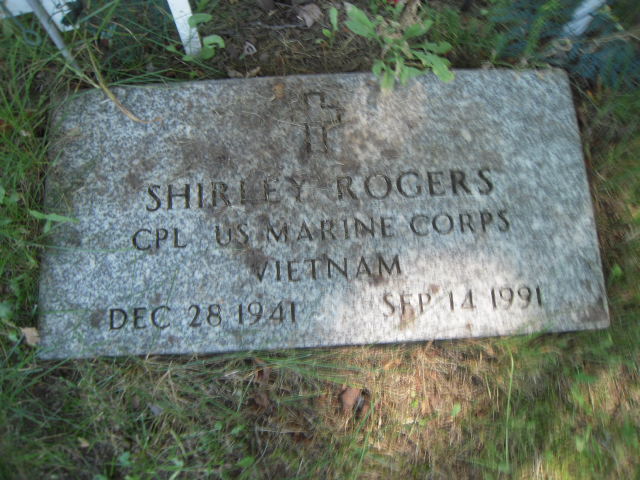 SHIRLEY ROGERS
CPL US MARINE CORPS
VIETNAM
DEC 28 1941 SEP 14 1991